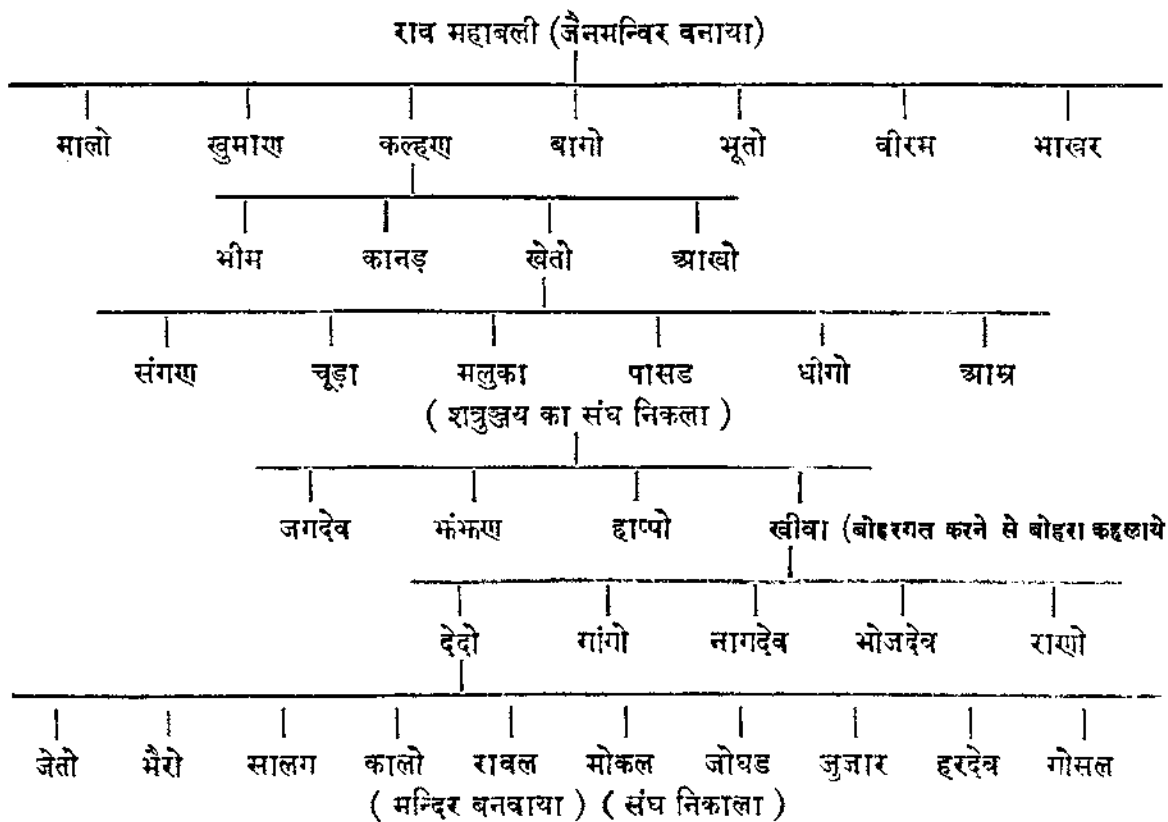 राव महाबली (जैनमन्दिर बनाया)
मालो खुमाण कल्हण बागो भूतो वीरम भाखर
भीम कानड़ खेतो आखो
संगण चूड़ा मलुका पासड धीगो आम्र
( शत्रुञ्जय का संघ निकला )
जगदेव झंझण हाप्पो खीवा (बोहरगत करने से बोहरा कहलाये
देदो गांगो नागदेव भोजदेव राणो
जेतो भैरो सालग कालो रावल मोकल जोघड जुजार हरदेव गोसल
( मन्दिर बनवाया ) ( संघ निकाला )